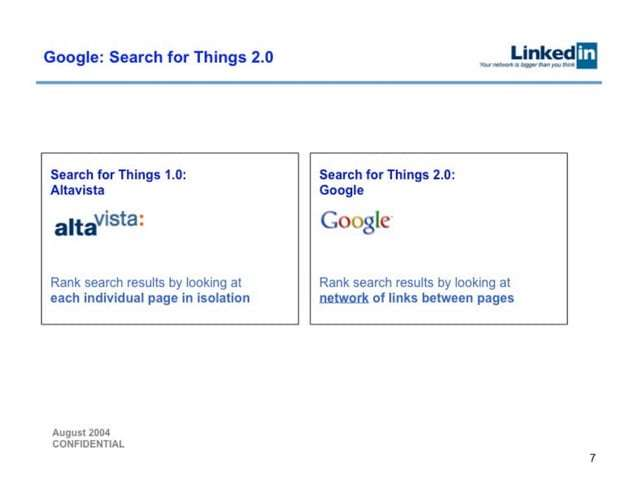 Google: Search for Things 2.0
Linkedin
Your network is bigger than you think
Search for Things 1.0:
Altavista
altavista:
Rank search results by looking at
each individual page in isolation
Search for Things 2.0:
Google
Google
Rank search results by looking at
network of links between pages
August 2004
CONFIDENTIAL
7